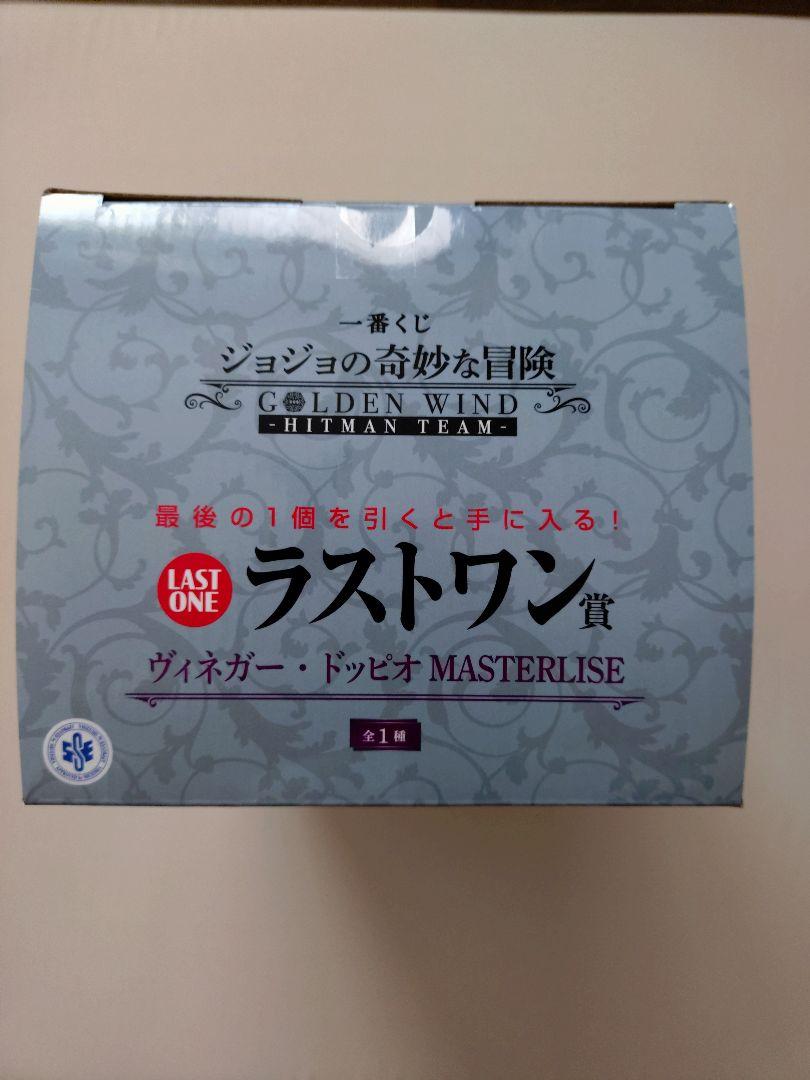 一番くじ
ジョジョの奇妙な冒険
GOLDEN WIND
-HITMAN TEAM-
最後の1個を引くと手に入る!
LAST
ONE
ラストワン賞
ヴィネガー・ドッピオ MASTERLISE
全1種